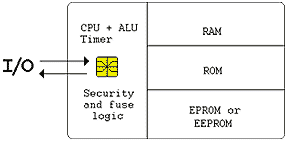 CPU + ALU
Timer
I/O
Security
and fuse
logic
RAM
ROM
EPROM or
EEPROM